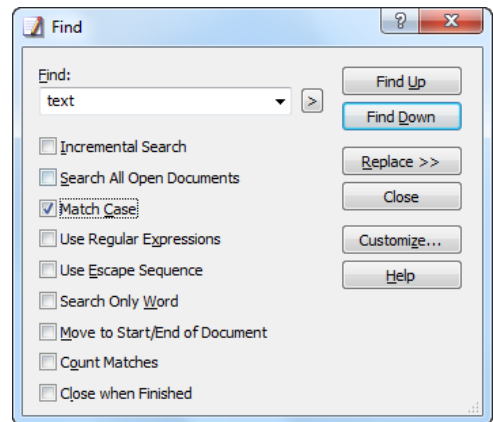 Find
Find:
text
>
Find Up
Find Down
Incremental Search
Search All Open Documents
Match Case
Use Regular Expressions
Use Escape Sequence
Search Only Word
Move to Start/End of Document
Count Matches
Close when Finished
Replace >>
Close
Customize...
Help